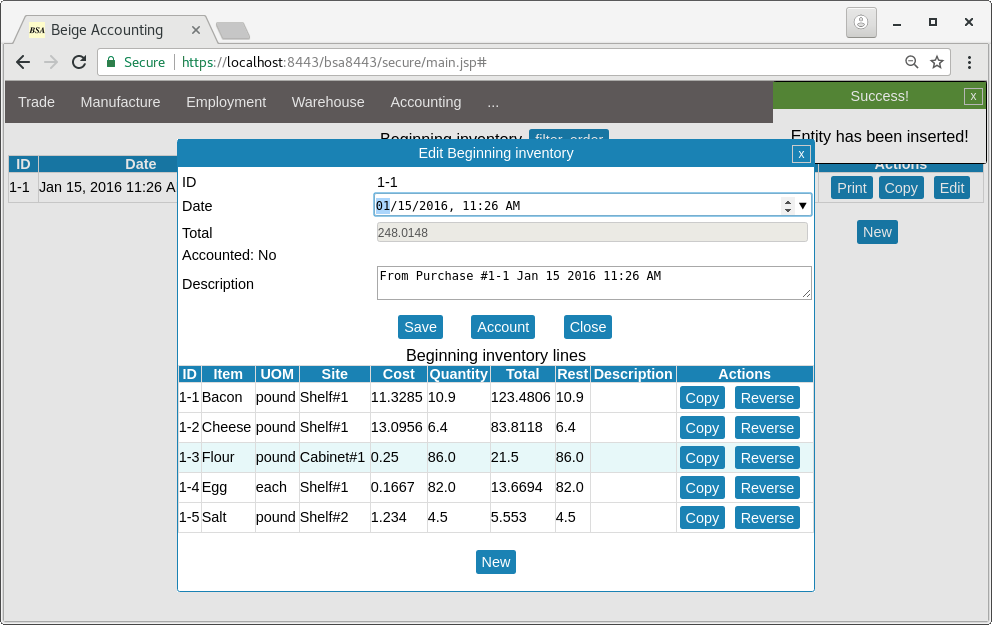 BSA Beige Accounting
Secure https://localhost:8443/bsa8443/secure/main.jsp#
Trade Manufacture Employment Warehouse Accounting ...
Success! x
Entity has been inserted!
Beginning inventory filter, order
ID Date Actions
1-1 Jan 15, 2016 11:26 A Print Copy Edit
New
Edit Beginning inventory x
ID 1-1
Date 01/15/2016, 11:26 AM
Total 248.0148
Accounted: No
Description From Purchase #1-1 Jan 15 2016 11:26 AM
Save Account Close
Beginning inventory lines
ID Item UOM Site Cost Quantity Total Rest Description Actions
1-1 Bacon pound Shelf#1 11.3285 10.9 123.4806 10.9 Copy Reverse
1-2 Cheese pound Shelf#1 13.0956 6.4 83.8118 6.4 Copy Reverse
1-3 Flour pound Cabinet#1 0.25 86.0 21.5 86.0 Copy Reverse
1-4 Egg each Shelf#1 0.1667 82.0 13.6694 82.0 Copy Reverse
1-5 Salt pound Shelf#2 1.234 4.5 5.553 4.5 Copy Reverse
New